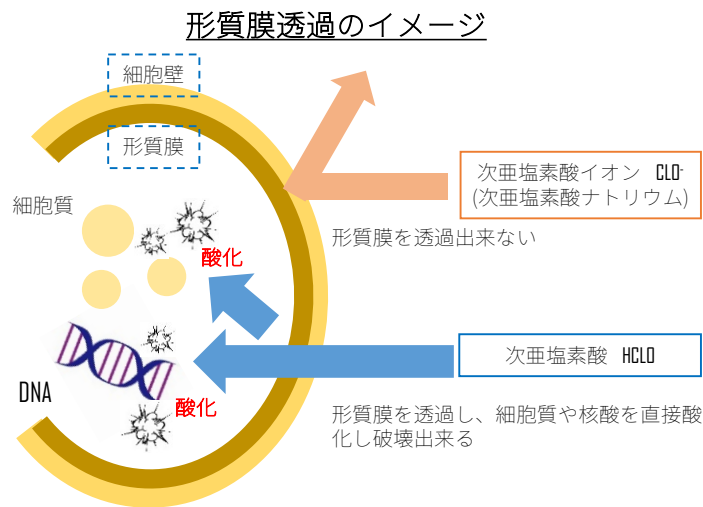 形質膜透過のイメージ
細胞壁
形質膜
細胞質
次亜塩素酸イオン CLO-
(次亜塩素酸ナトリウム)
形質膜を透過出来ない
酸化
次亜塩素酸 HCLO
DNA
酸化
形質膜を透過し、細胞質や核酸を直接酸
化し破壊出来る